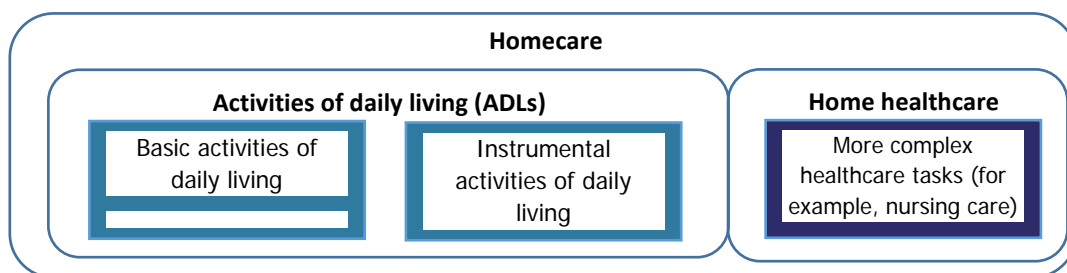 Homecare
Activities of daily living (ADLs)
Basic activities of
daily living
Instrumental
activities of daily
living
Home healthcare
More complex
healthcare tasks (for
example, nursing care)